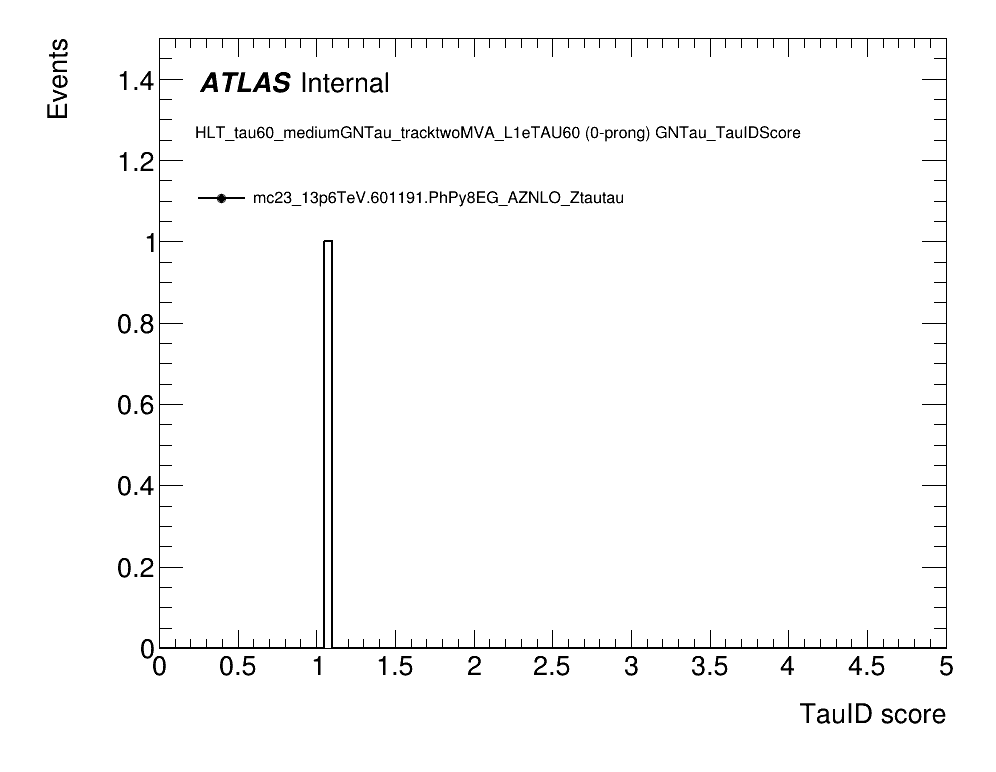 Events
ATLAS Internal
HLT_tau60_mediumGNTau_tracktwoMVA_L1eTAU60 (0-prong) GNTau_TauIDScore
mc23_13p6TeV.601191.PhPy8EG_AZNLO_Ztautau
1.4
1.2
1
0.8
0.6
0.4
0.2
0
0 0.5 1 1.5 2 2.5 3 3.5 4 4.5 5
TauID score